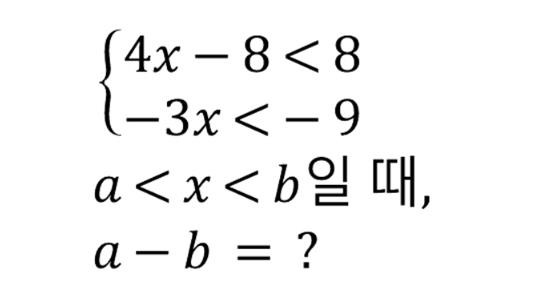 4x − 8 < 8
−3x < − 9
a < x < b일 때,
a − b = ?